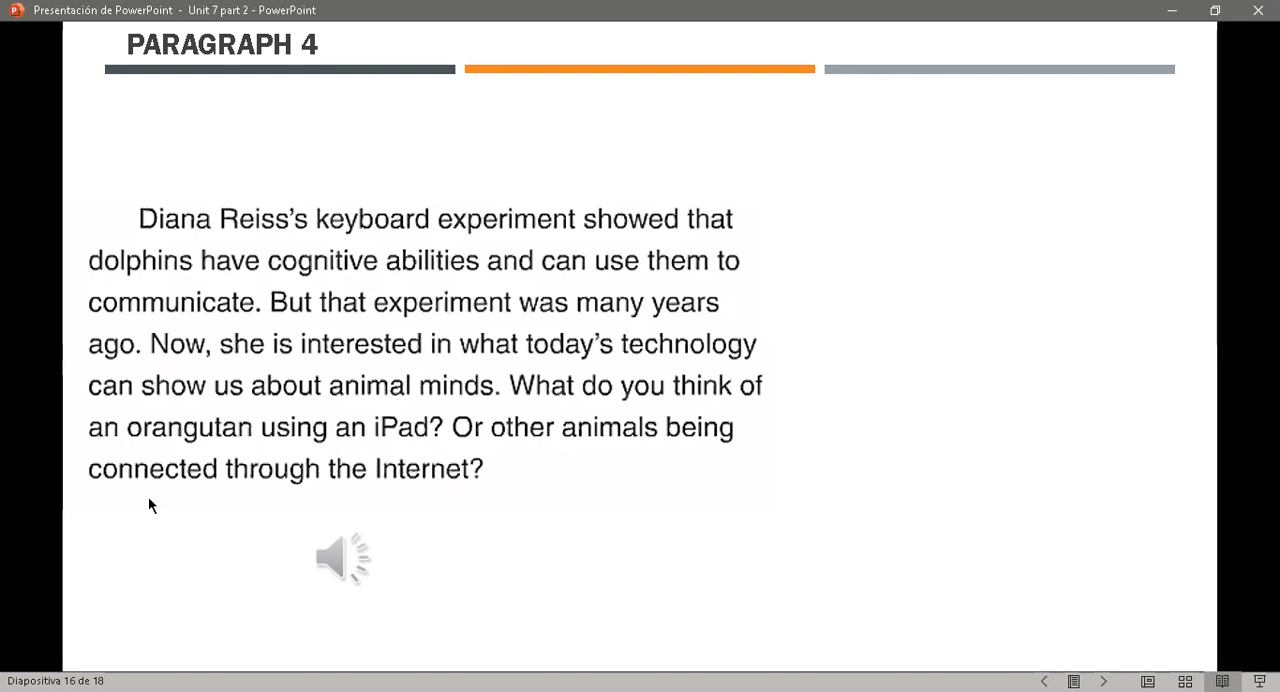 Presentación de PowerPoint - Unit 7 part 2 - PowerPoint
PARAGRAPH 4
Diana Reiss’s keyboard experiment showed that
dolphins have cognitive abilities and can use them to
communicate. But that experiment was many years
ago. Now, she is interested in what today’s technology
can show us about animal minds. What do you think of
an orangutan using an iPad? Or other animals being
connected through the Internet?
Diapositiva 16 de 18